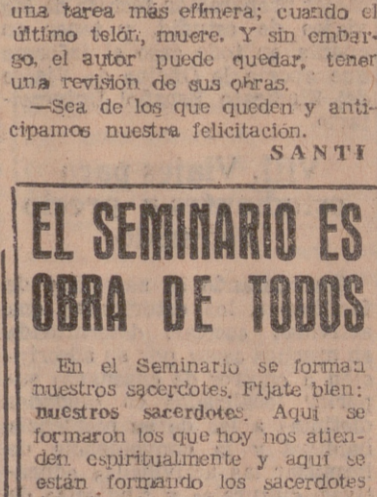 una tarea más efímera; cuando el
último telón, muere. Y sin embar-
go, el autor puede quedar, tener
una revisión de sus obras.
—Sea de los que queden y anti-
cipamos nuestra felicitación.
SANTI
EL SEMINARIO ES
OBRA DE TODOS
En el Seminario se forman
nuestros sacerdotes. Fíjate bien:
nuestros sacerdotes. Aquí se
formaron los que hoy nos atien-
den espiritualmente y aquí se
están formando los sacerdotes